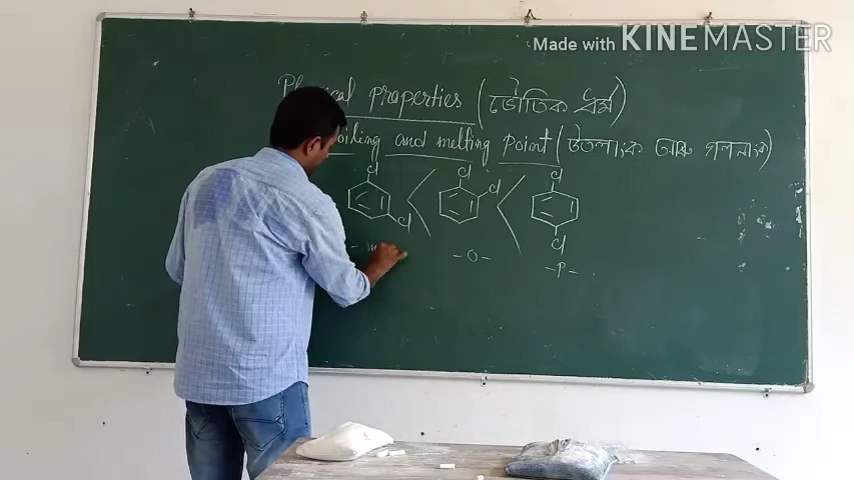 Made with KINEMASTER
Physical properties (ভৌতিক ধৰ্ম)
Boiling and melting Point (উতলাংক আৰু গলনাংক)
Cl Cl Cl
Cl < Cl <
Cl
- m
- O -
- P -